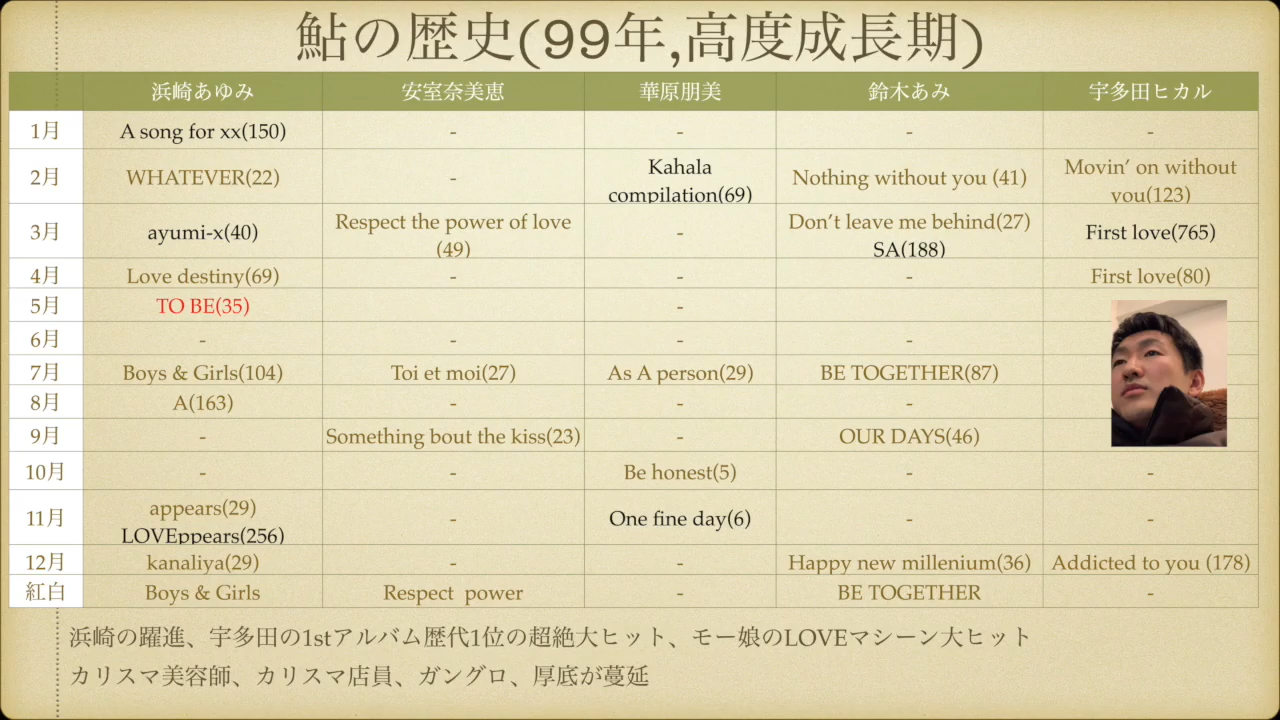 鮎の歴史(99年,高度成長期)
浜崎あゆみ 安室奈美恵 華原朋美 鈴木あみ 宇多田ヒカル
1月 A song for xx(150) - - - -
2月 WHATEVER(22) - Kahala compilation(69) Nothing without you (41) Movin’ on without you(123)
3月 ayumi-x(40) Respect the power of love (49) - Don’t leave me behind(27) SA(188) First love(765)
4月 Love destiny(69) - - - First love(80)
5月 TO BE(35) -
6月 - - - -
7月 Boys & Girls(104) Toi et moi(27) As A person(29) BE TOGETHER(87)
8月 A(163) - - -
9月 - Something bout the kiss(23) - OUR DAYS(46)
10月 - - Be honest(5) - -
11月 appears(29) LOVEppears(256) - One fine day(6) - -
12月 kanaliya(29) - - Happy new millenium(36) Addicted to you (178)
紅白 Boys & Girls Respect power - BE TOGETHER -
浜崎の躍進、宇多田の1stアルバム歴代1位の超絶大ヒット、モー娘のLOVEマシーン大ヒット
カリスマ美容師、カリスマ店員、ガングロ、厚底が蔓延